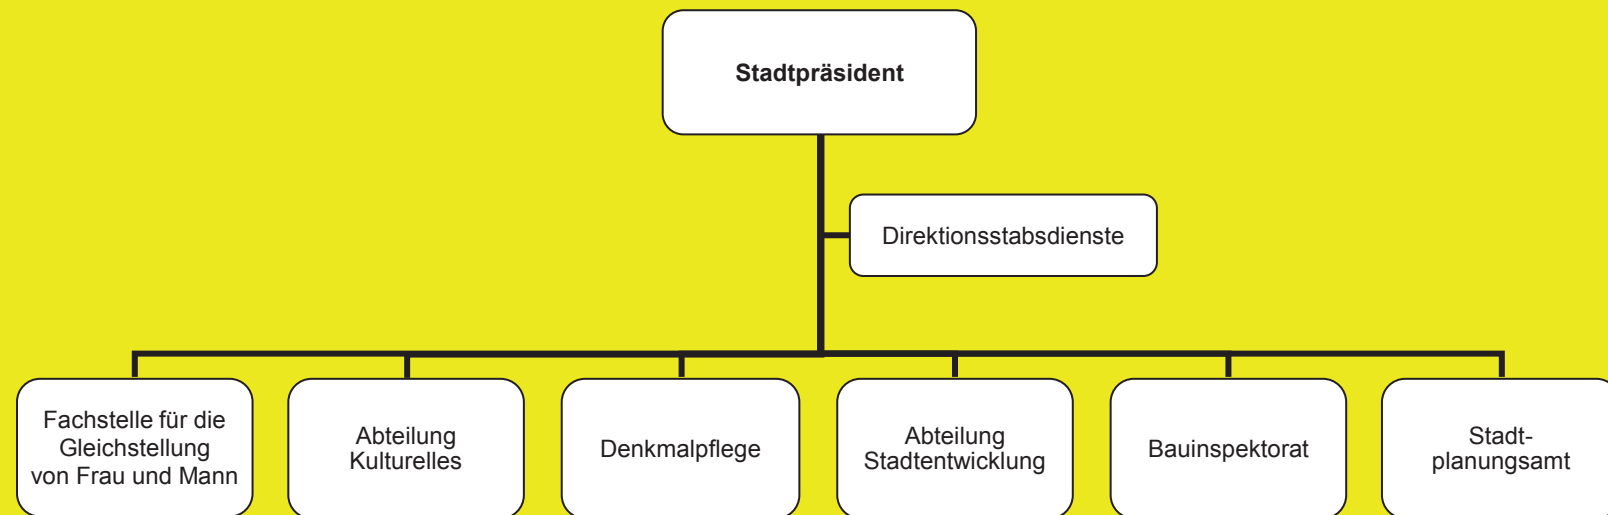 Stadtpräsident
Direktionsstabsdienste
Fachstelle für die
Gleichstellung
von Frau und Mann
Abteilung
Kulturelles
Denkmalpflege
Abteilung
Stadtentwicklung
Bauinspektorat
Stadt-
planungsamt